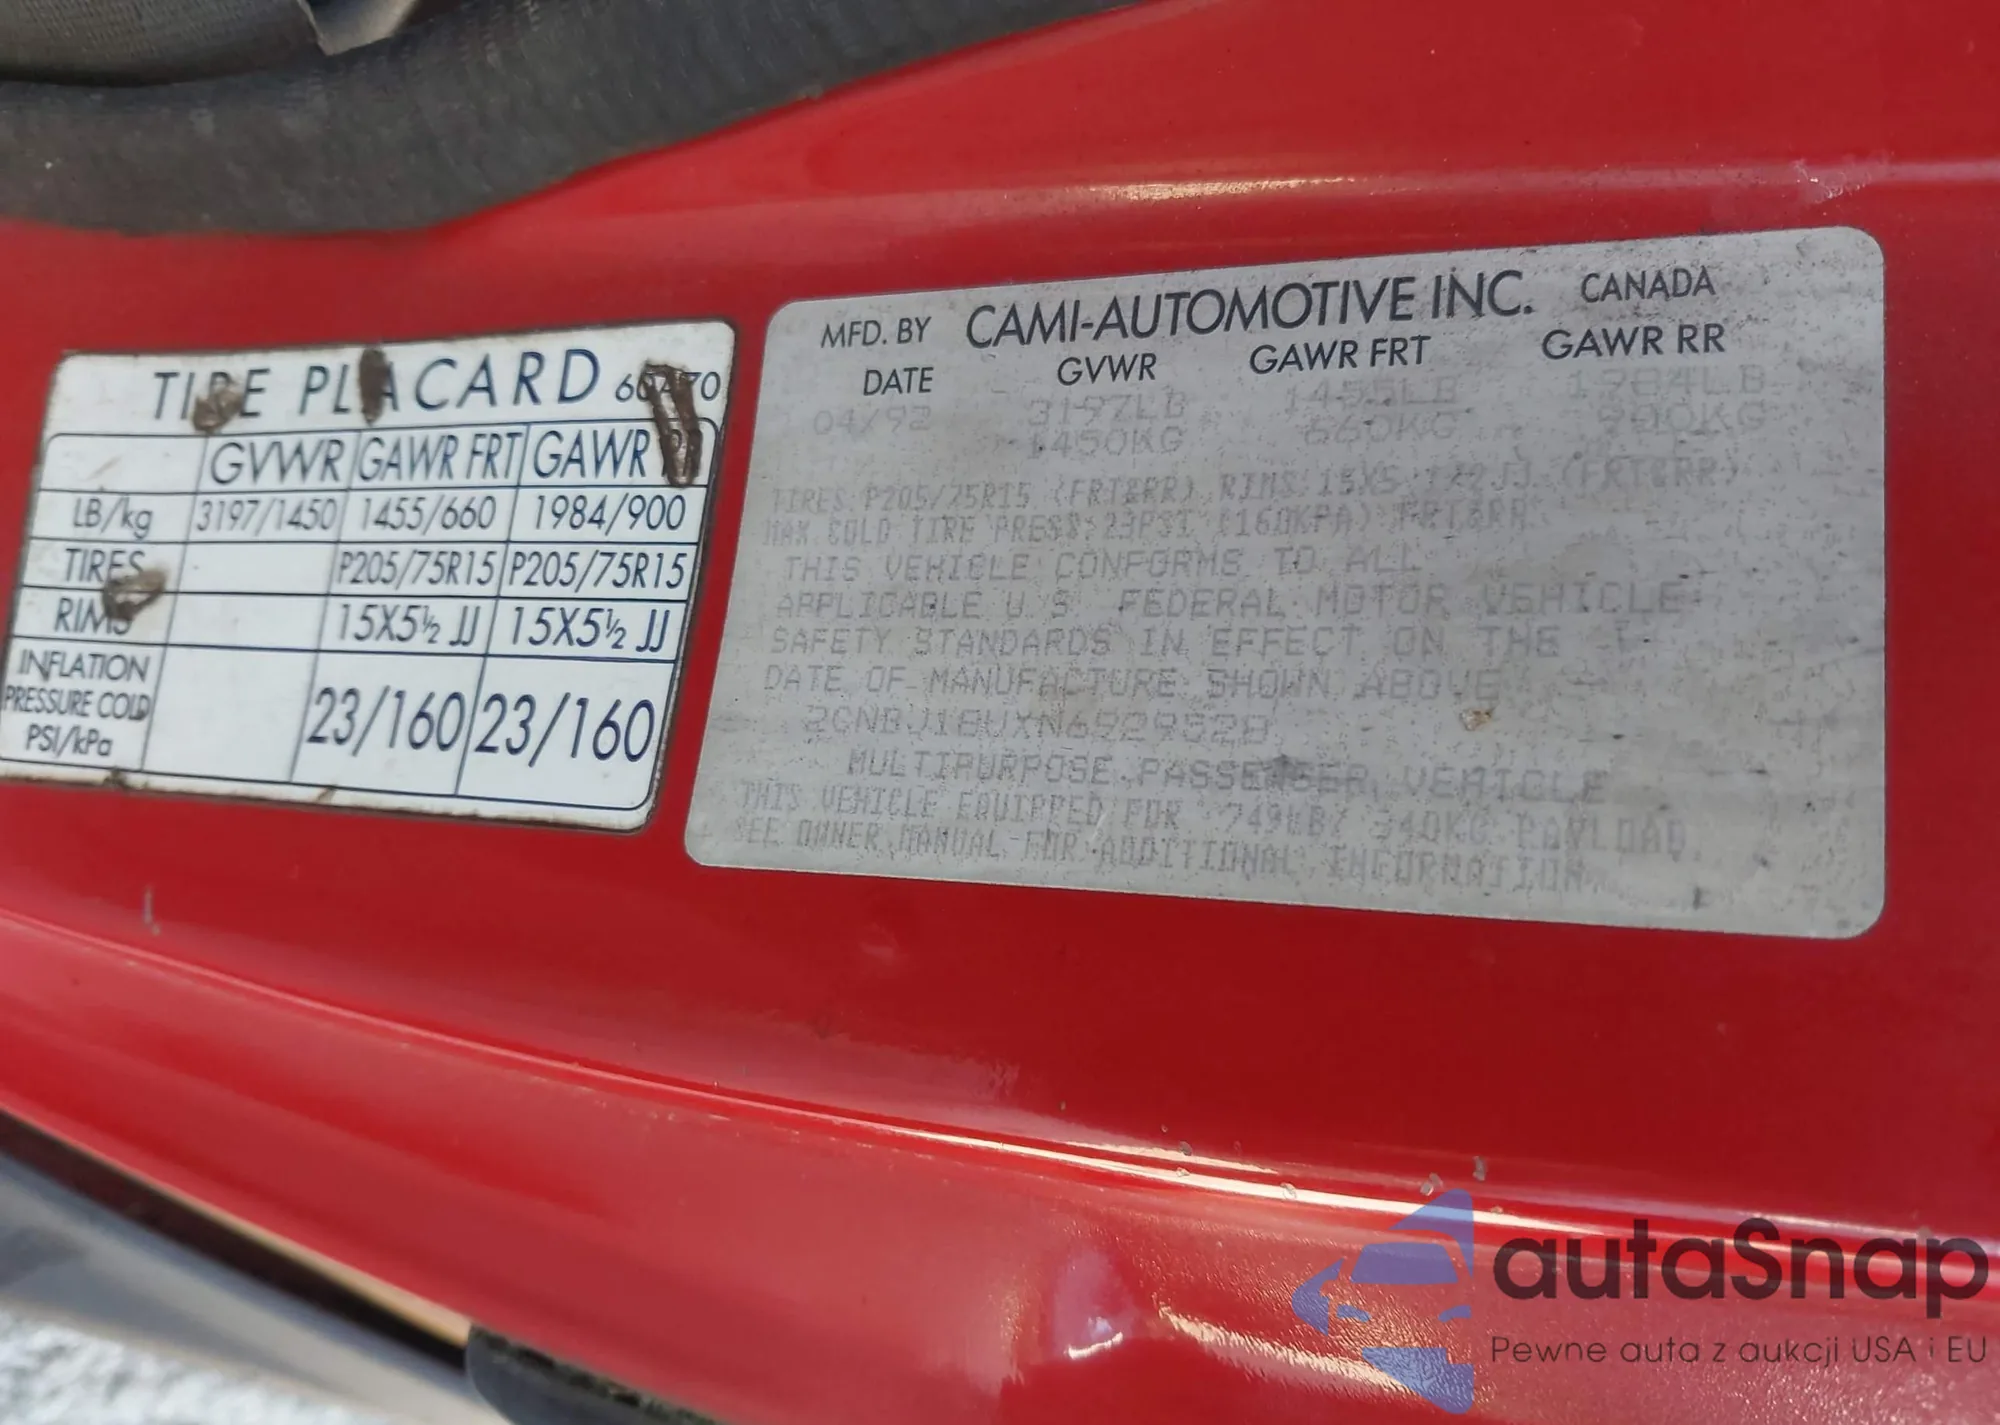 TIRE PLACARD 60A70
GVWR GAWR FRT GAWR RR
LB/kg 3197/1450 1455/660 1984/900
TIRES P205/75R15 P205/75R15
RIMS 15X5½ JJ 15X5½ JJ
INFLATION
PRESSURE COLD
PSI/kPa
23/160 23/160
MFD. BY CAMI-AUTOMOTIVE INC. CANADA
DATE GVWR GAWR FRT GAWR RR
04/92 3197LB 1455LB 1984LB
1450KG 660KG 900KG
TIRES P205/75R15 (FRT&RR) RIMS 15X5 1/2JJ (FRT&RR)
MAX COLD TIRE PRESS 23PSI (160KPA) FRT&RR
THIS VEHICLE CONFORMS TO ALL
APPLICABLE U S FEDERAL MOTOR VEHICLE
SAFETY STANDARDS IN EFFECT ON THE
DATE OF MANUFACTURE SHOWN ABOVE
2CNBJ18UXN6929528
MULTIPURPOSE PASSENGER VEHICLE
THIS VEHICLE EQUIPPED FOR 749LB/ 340KG PAYLOAD
SEE OWNER MANUAL FOR ADDITIONAL INFORMATION
autaSnap
Pewne auta z aukcji USA i EU